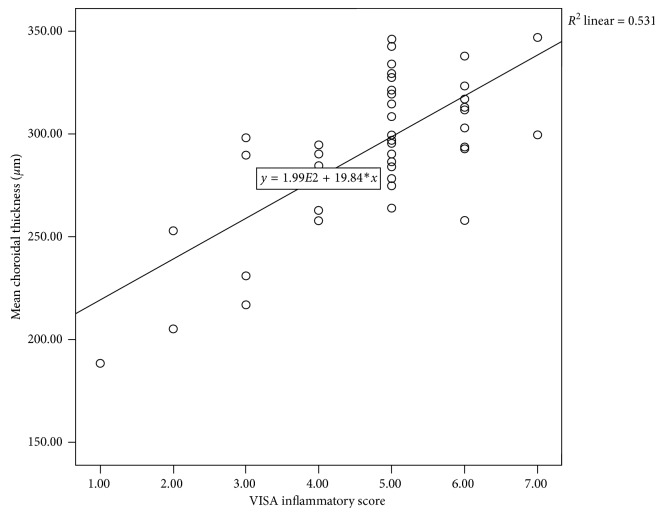 R² linear = 0.531
350.00
300.00
250.00
200.00
150.00
Mean choroidal thickness (μm)
y = 1.99E2 + 19.84*x
1.00 2.00 3.00 4.00 5.00 6.00 7.00
VISA inflammatory score